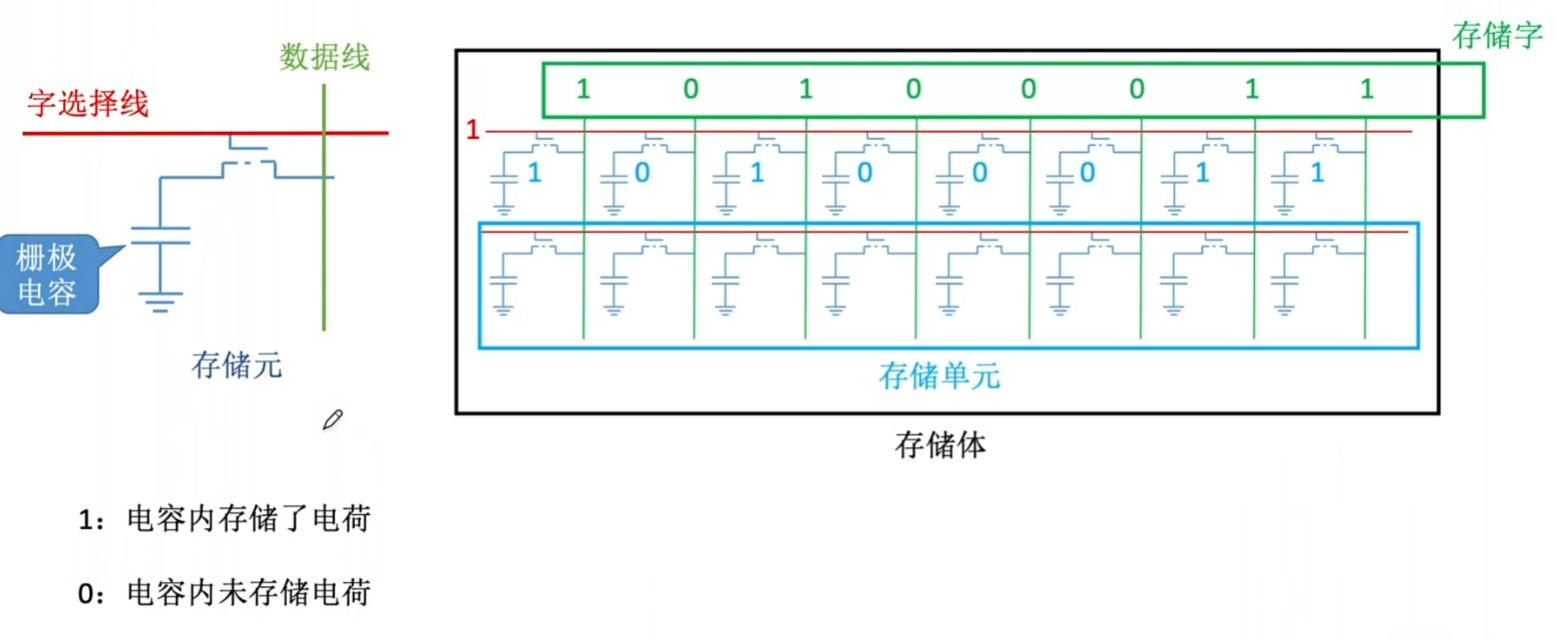 存储字
数据线
字选择线
1 0 1 0 0 0 1 1
1
1 0 1 0 0 0 1 1
栅极
电容
存储元
存储单元
存储体
1：电容内存储了电荷
0：电容内未存储电荷